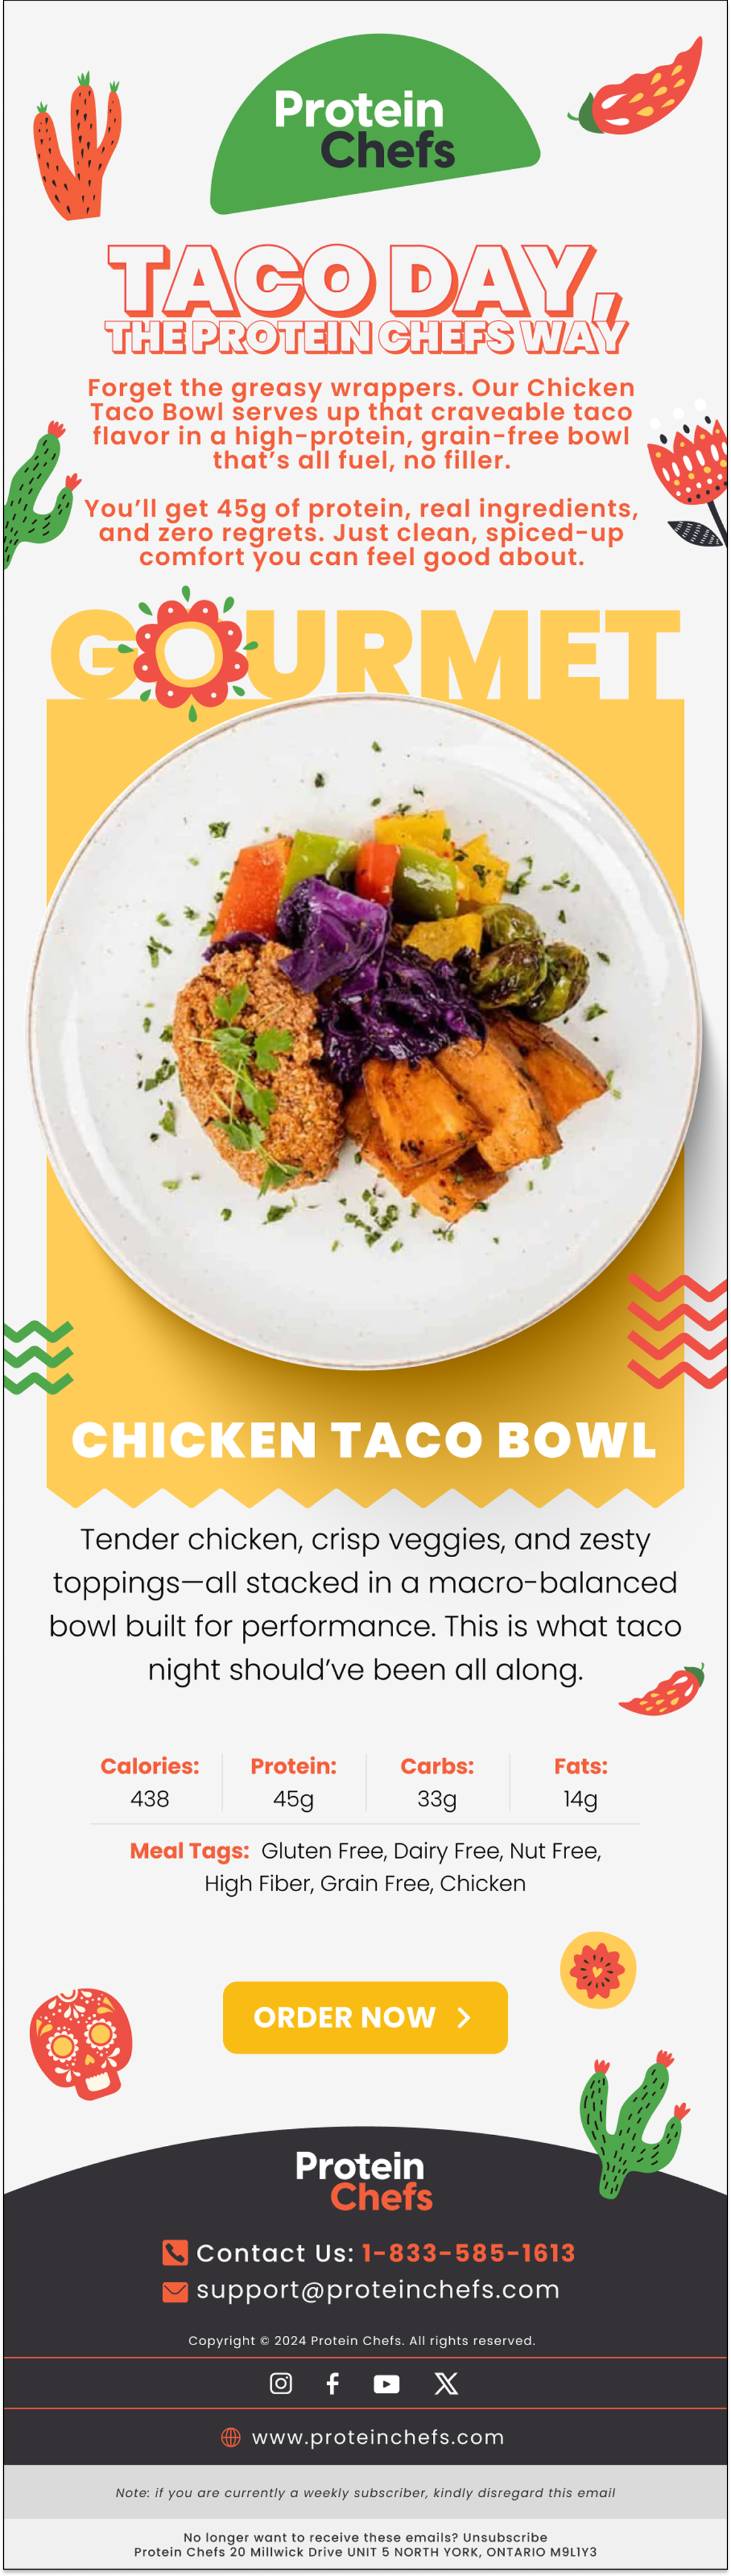 Protein
Chefs
TACO DAY,
THE PROTEIN CHEFS WAY
Forget the greasy wrappers. Our Chicken
Taco Bowl serves up that craveable taco
flavor in a high-protein, grain-free bowl
that's all fuel, no filler.
You'll get 45g of protein, real ingredients,
and zero regrets. Just clean, spiced-up
comfort you can feel good about.
GOURMET
CHICKEN TACO BOWL
Tender chicken, crisp veggies, and zesty
toppings—all stacked in a macro-balanced
bowl built for performance. This is what taco
night should've been all along.
Calories: Protein: Carbs: Fats:
438 45g 33g 14g
Meal Tags: Gluten Free, Dairy Free, Nut Free,
High Fiber, Grain Free, Chicken
ORDER NOW
Protein
Chefs
Contact Us: 1-833-585-1613
support@proteinchefs.com
Copyright © 2024 Protein Chefs. All rights reserved.
www.proteinchefs.com
Note: if you are currently a weekly subscriber, kindly disregard this email
No longer want to receive these emails? Unsubscribe
Protein Chefs 20 Millwick Drive UNIT 5 NORTH YORK, ONTARIO M9L1Y3